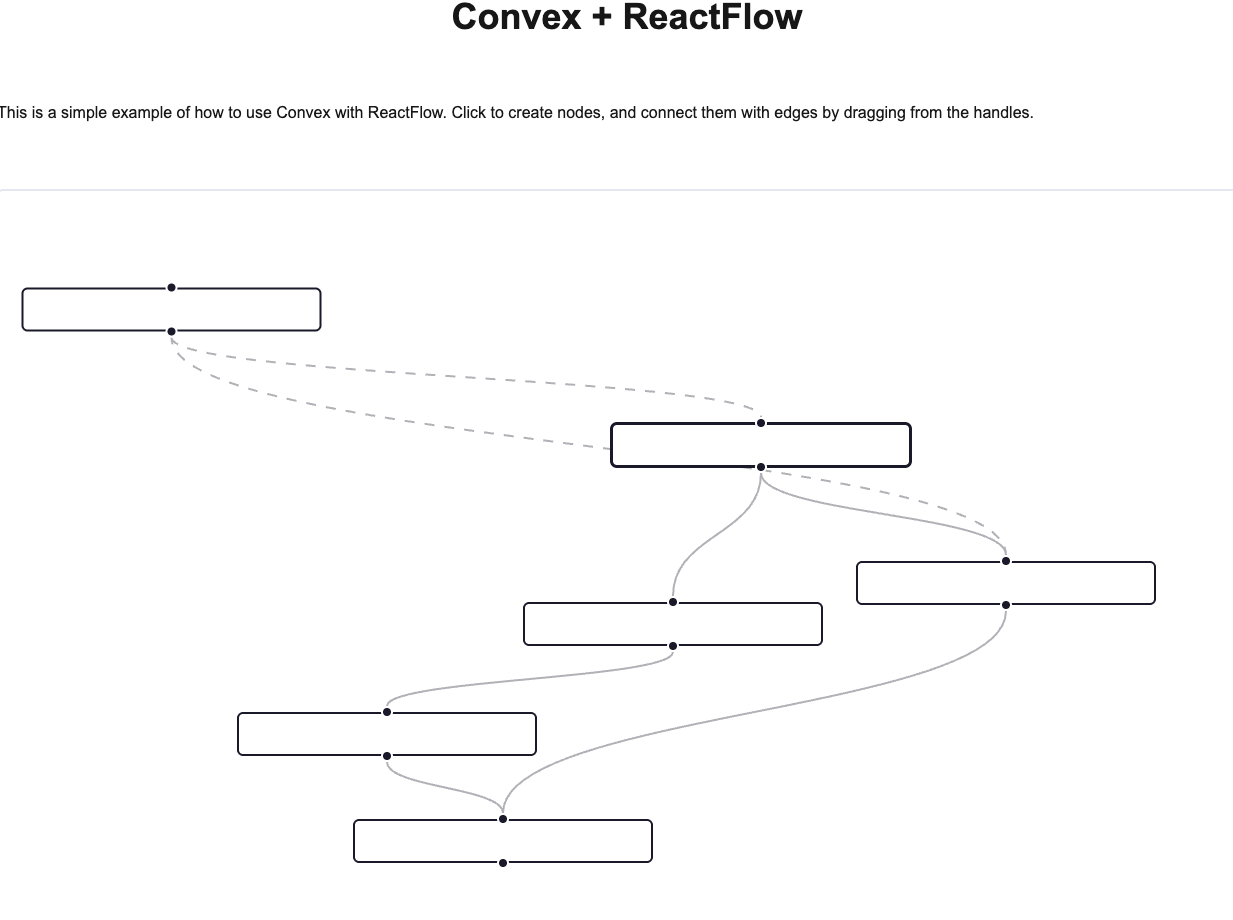 Convex + ReactFlow
This is a simple example of how to use Convex with ReactFlow. Click to create nodes, and connect them with edges by dragging from the handles.